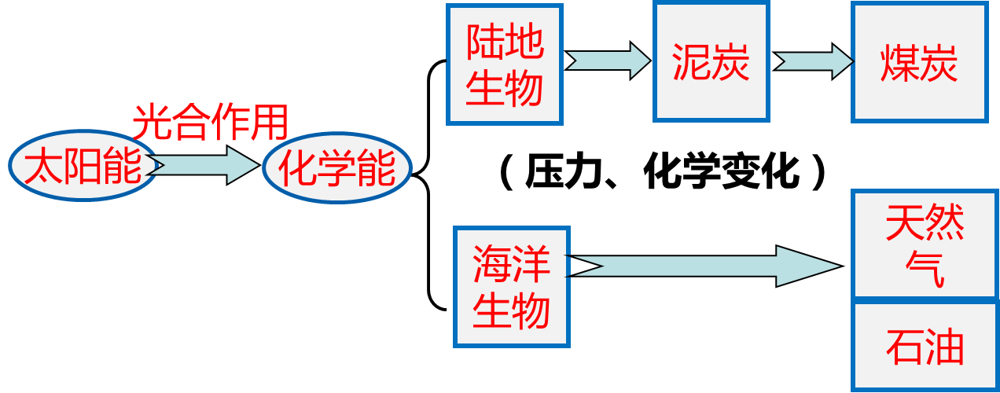 光合作用
太阳能
化学能
陆地
生物
泥炭
煤炭
（压力、化学变化）
海洋
生物
天然
气
石油